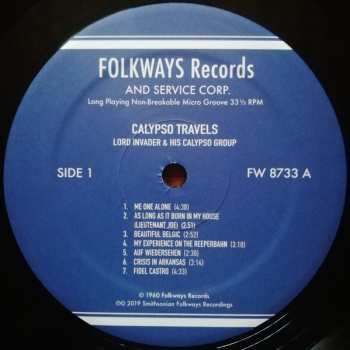 FOLKWAYS Records
AND SERVICE CORP.
Long Playing Non-Breakable Micro Groove 33⅓ RPM
CALYPSO TRAVELS
LORD INVADER & HIS CALYPSO GROUP
SIDE 1 FW 8733 A
1. ME ONE ALONE (4:30)
2. AS LONG AS IT BORN IN MY HOUSE
(LIEUTENANT JOE) (2:51)
3. BEAUTIFUL BELGIC (2:52)
4. MY EXPERIENCE ON THE REEPERBAHN (3:18)
5. AUF WIEDERSEHEN (2:38)
6. CRISIS IN ARKANSAS (3:14)
7. FIDEL CASTRO (4:33)
© 1960 Folkways Records
℗© 2019 Smithsonian Folkways Recordings